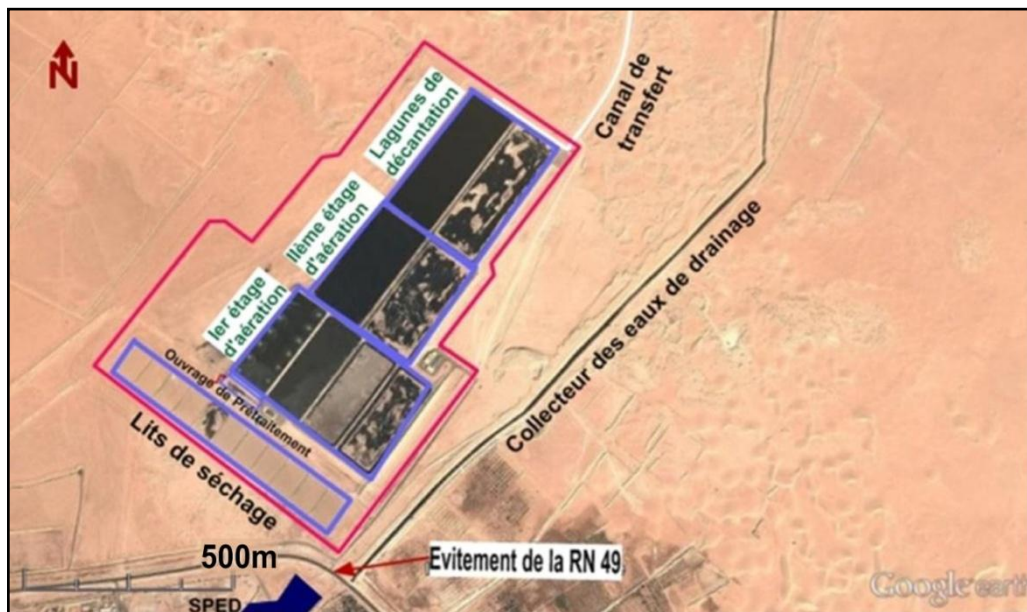 N
Lagunes de
décantation
IIème étage
d'aération
Ier étage
d'aération
Canal de
transfert
Collecteur des eaux de drainage
Ouvrage de Prétraitement
Lits de séchage
500m
Evitement de la RN 49
SPED
Google earth